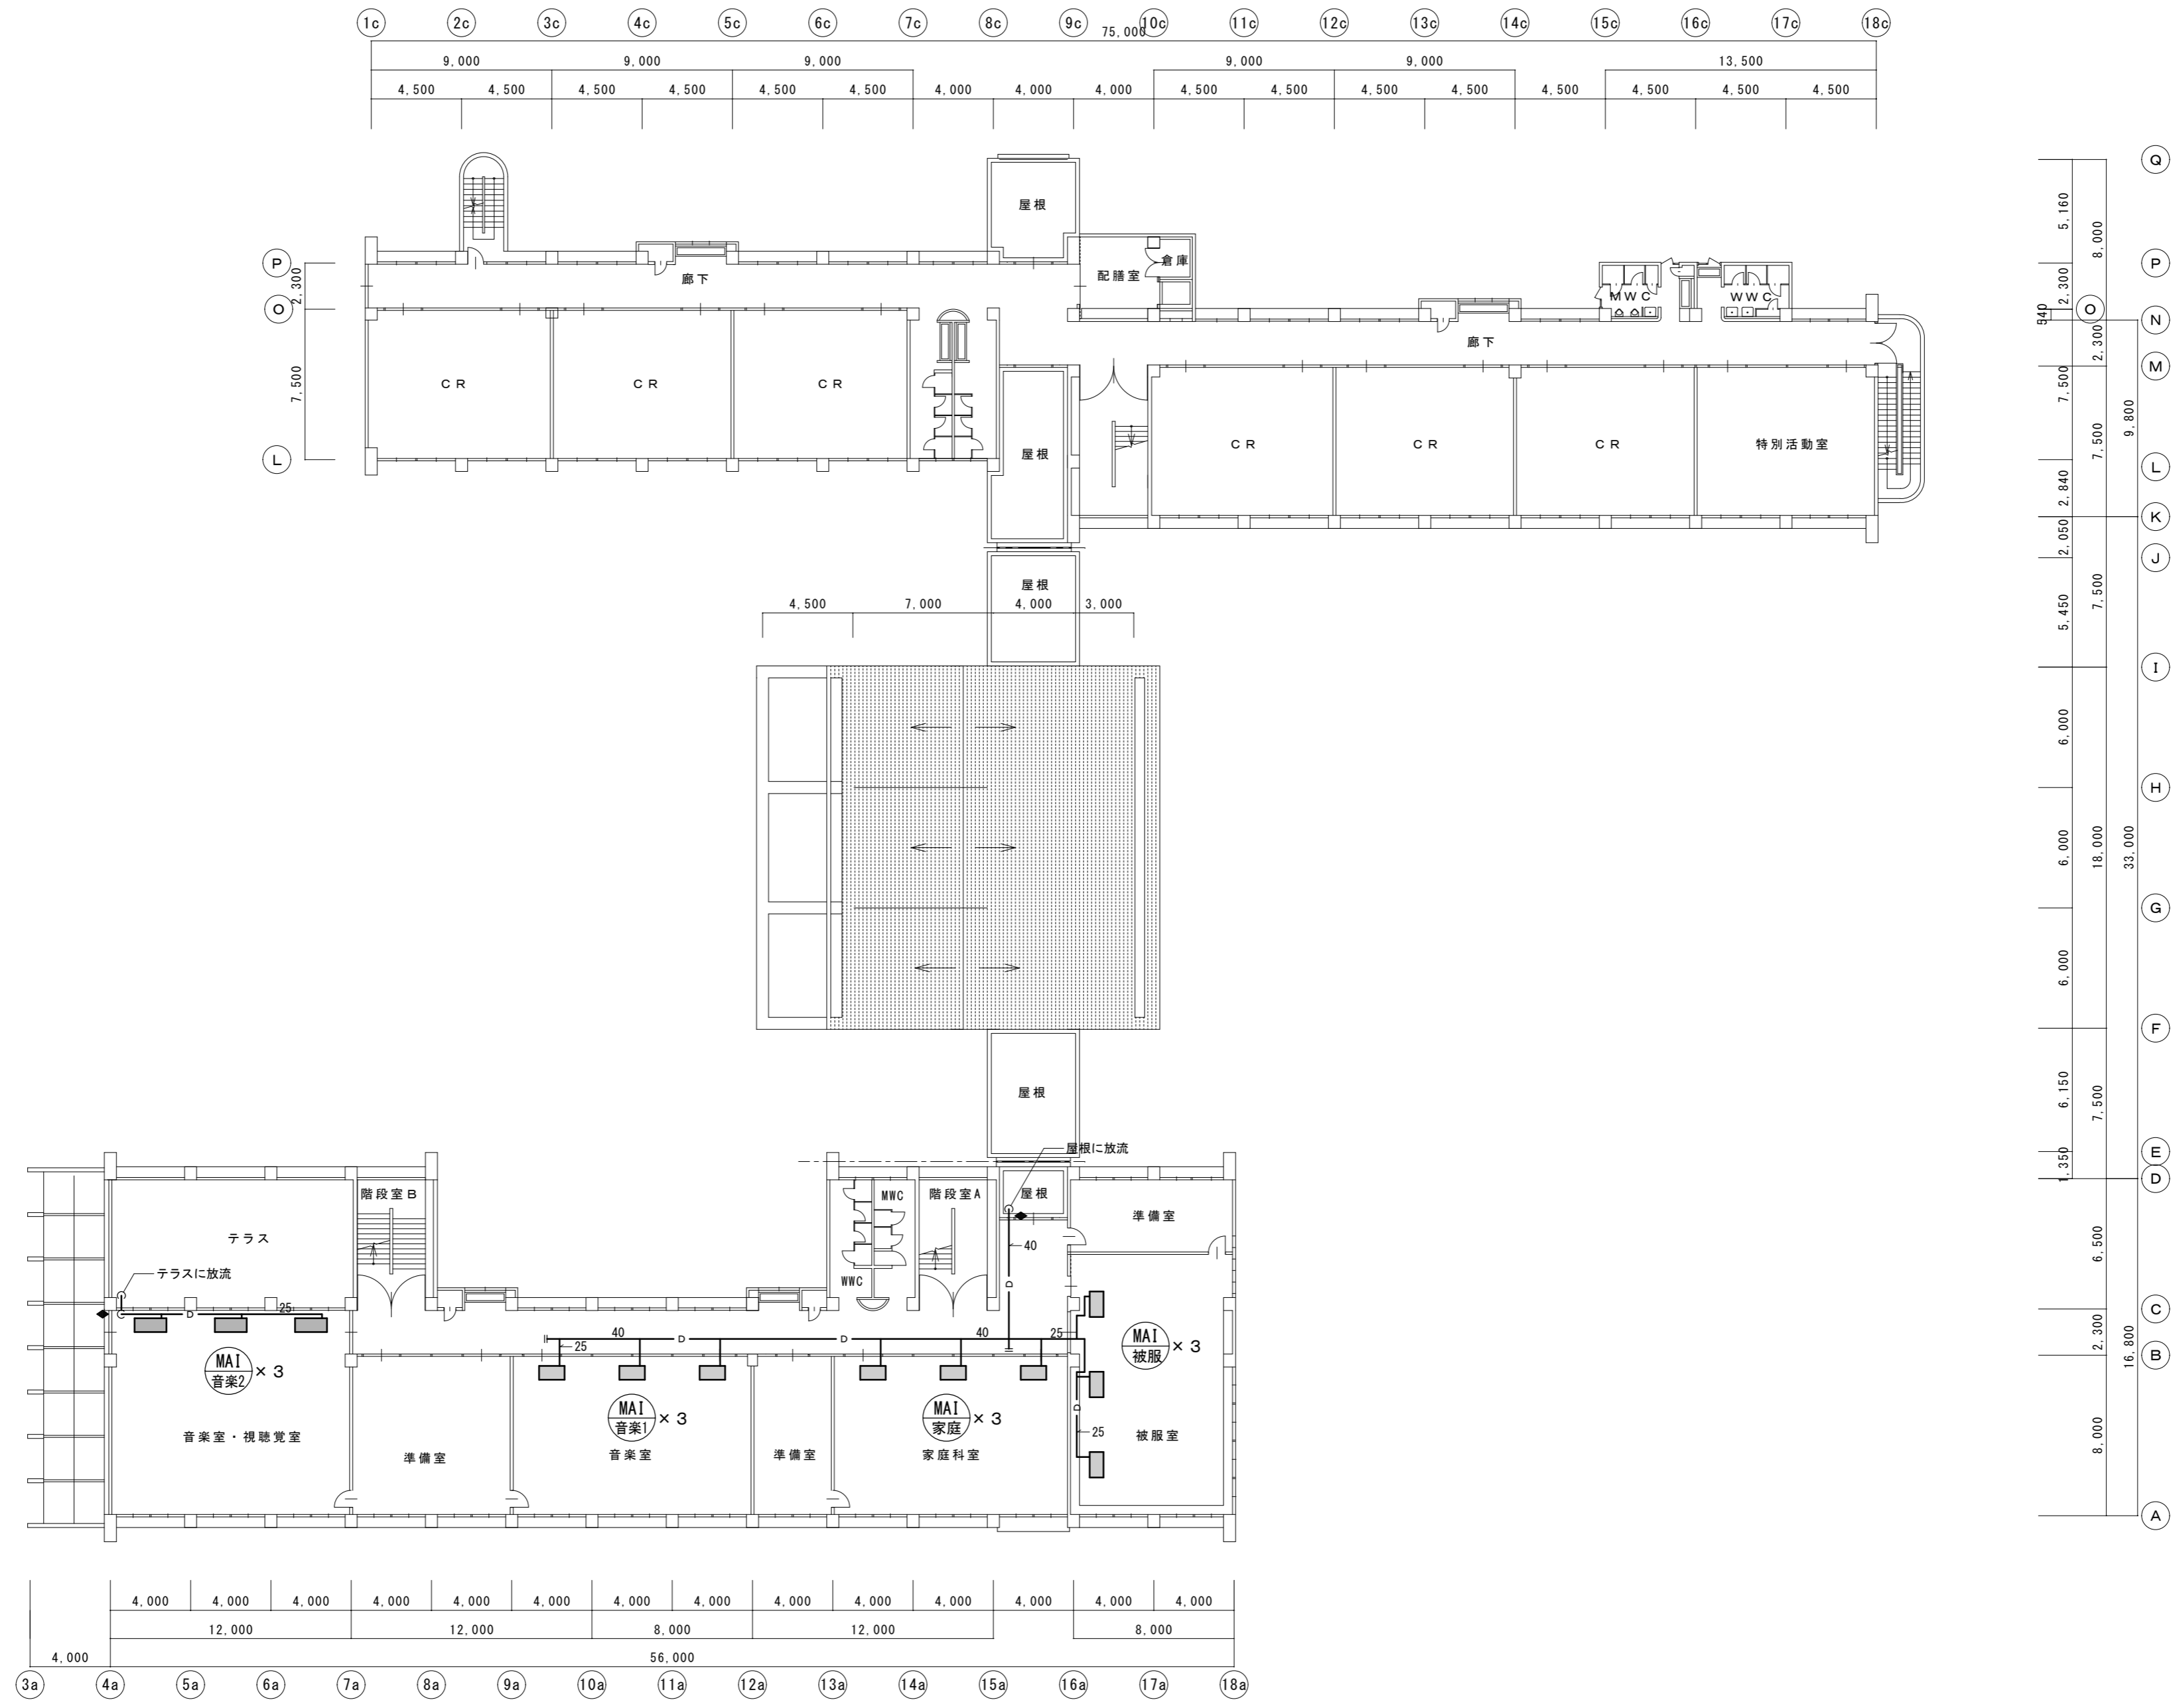 1c 2c 3c 4c 5c 6c 7c 8c 9c 10c 11c 12c 13c 14c 15c 16c 17c 18c
75,000
9,000 9,000 9,000 9,000 9,000 13,500
4,500 4,500 4,500 4,500 4,500 4,500 4,000 4,000 4,000 4,500 4,500 4,500 4,500 4,500 4,500 4,500 4,500
Q
5,160
8,000
屋根
P
2,300
O
7,500
L
廊下
配膳室
倉庫
MWC
WWC
P
2,300
O
540
N
2,300
M
廊下
CR
CR
CR
屋根
CR
CR
CR
特別活動室
7,500
7,500
9,800
L
2,840
K
2,050
J
屋根
4,500 7,000 4,000 3,000
5,450
7,500
I
6,000
H
6,000
18,000
33,000
G
6,000
F
屋根
6,150
7,500
屋根に放流
E
1,350
D
階段室B
MWC
階段室A
屋根
準備室
テラス
40
D
6,500
テラスに放流
WWC
25
D
C
40
D
D
40
25
25
2,300
16,800
B
MAI
音楽2
×3
MAI
被服
×3
MAI
音楽1
×3
MAI
家庭
×3
D
25
音楽室・視聴覚室
準備室
音楽室
準備室
家庭科室
被服室
8,000
A
4,000 4,000 4,000 4,000 4,000 4,000 4,000 4,000 4,000 4,000 4,000 4,000 4,000 4,000
12,000 12,000 8,000 12,000 8,000
4,000 56,000
3a 4a 5a 6a 7a 8a 9a 10a 11a 12a 13a 14a 15a 16a 17a 18a